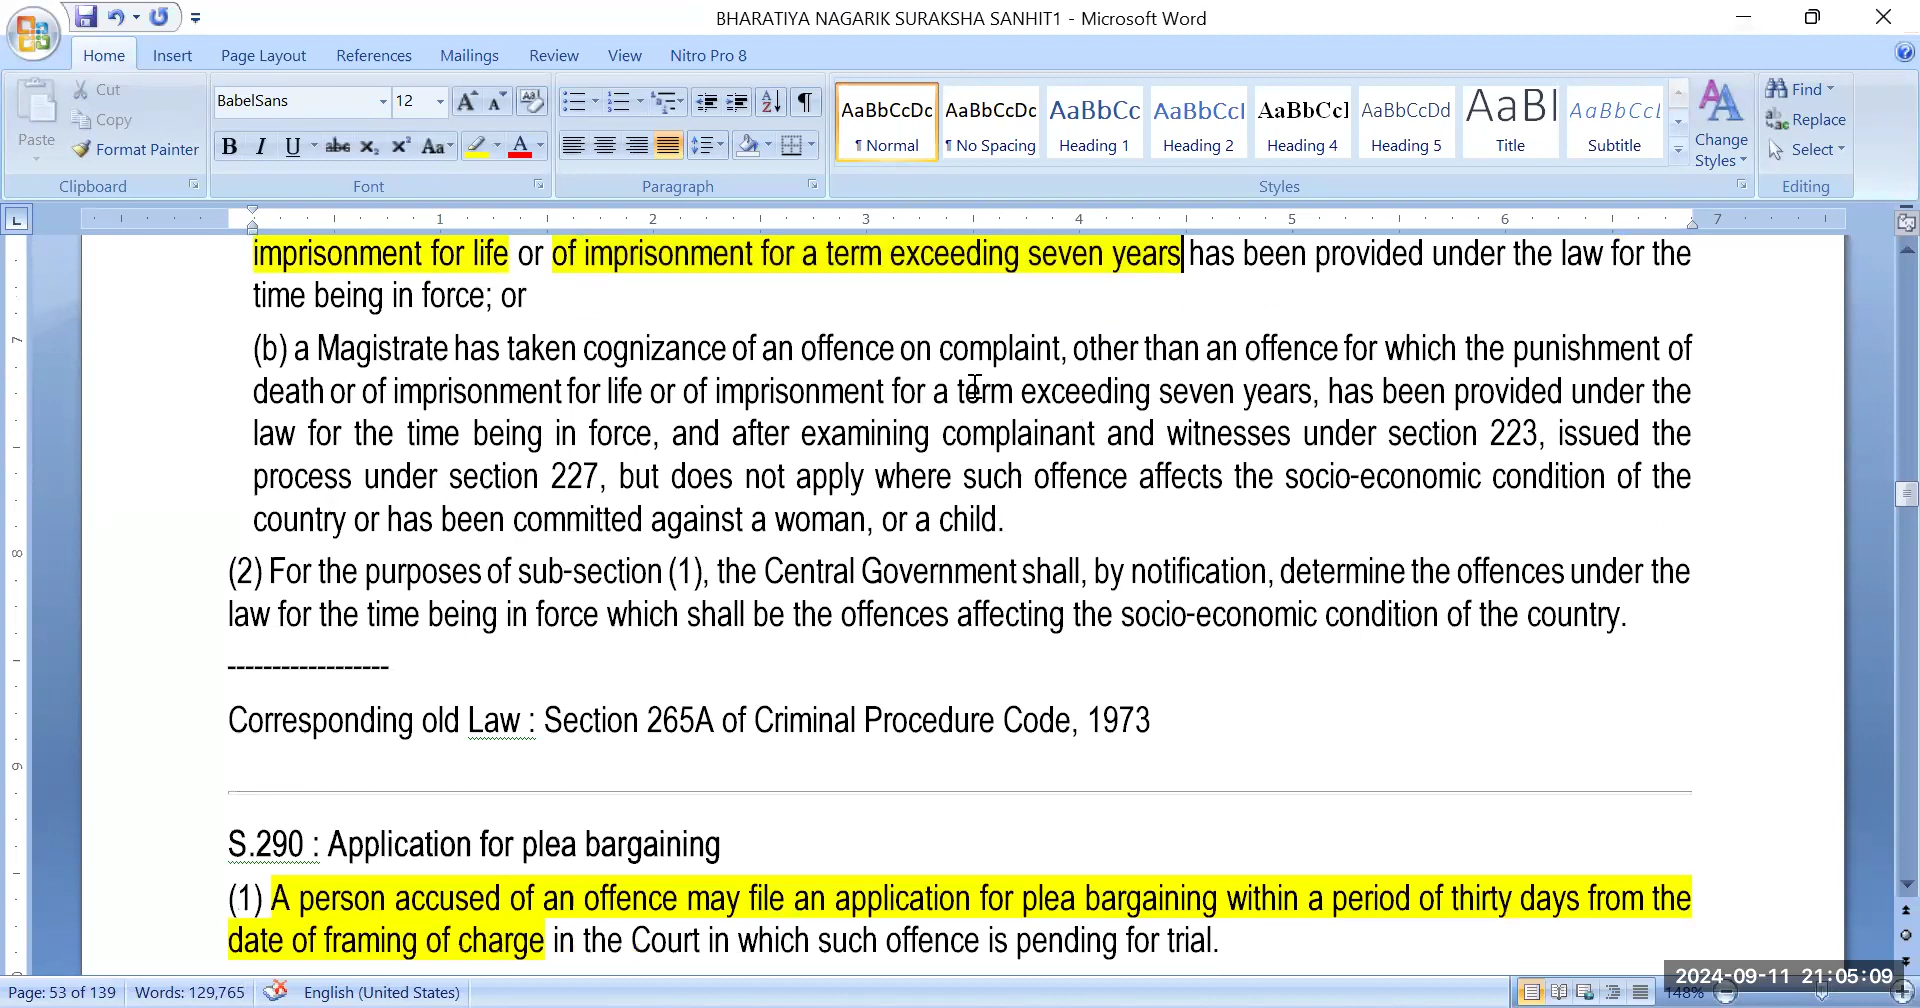 BHARATIYA NAGARIK SURAKSHA SANHIT1 - Microsoft Word
Home Insert Page Layout References Mailings Review View Nitro Pro 8
Paste
Cut
Copy
Format Painter
Clipboard
BabelSans 12
Font
Paragraph
AaBbCcDc AaBbCcDc AaBbCc AaBbCcI AaBbCcI AaBbCcDd AaBI AaBbCcL
¶ Normal ¶ No Spacing Heading 1 Heading 2 Heading 4 Heading 5 Title Subtitle
Change
Styles
Styles
Find
Replace
Select
Editing
1 2 3 4 5 6 7
imprisonment for life or of imprisonment for a term exceeding seven years has been provided under the law for the
time being in force; or
(b) a Magistrate has taken cognizance of an offence on complaint, other than an offence for which the punishment of
death or of imprisonment for life or of imprisonment for a term exceeding seven years, has been provided under the
law for the time being in force, and after examining complainant and witnesses under section 223, issued the
process under section 227, but does not apply where such offence affects the socio-economic condition of the
country or has been committed against a woman, or a child.
(2) For the purposes of sub-section (1), the Central Government shall, by notification, determine the offences under the
law for the time being in force which shall be the offences affecting the socio-economic condition of the country.
------------------
Corresponding old Law : Section 265A of Criminal Procedure Code, 1973
S.290 : Application for plea bargaining
(1) A person accused of an offence may file an application for plea bargaining within a period of thirty days from the
date of framing of charge in the Court in which such offence is pending for trial.
2024-09-11 21:05:09
Page: 53 of 139 Words: 129,765 English (United States) 148%